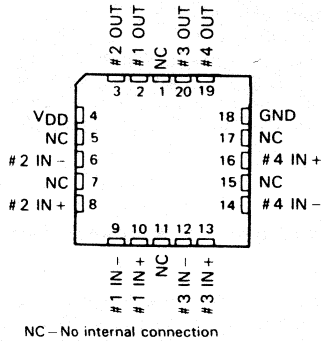 #2 OUT
#1 OUT
NC
#3 OUT
#4 OUT
3 2 1 20 19
VDD 4
NC 5
#2 IN - 6
NC 7
#2 IN + 8
18 GND
17 NC
16 #4 IN +
15 NC
14 #4 IN -
9 10 11 12 13
#1 IN -
#1 IN +
NC
#3 IN -
#3 IN +
NC – No internal connection